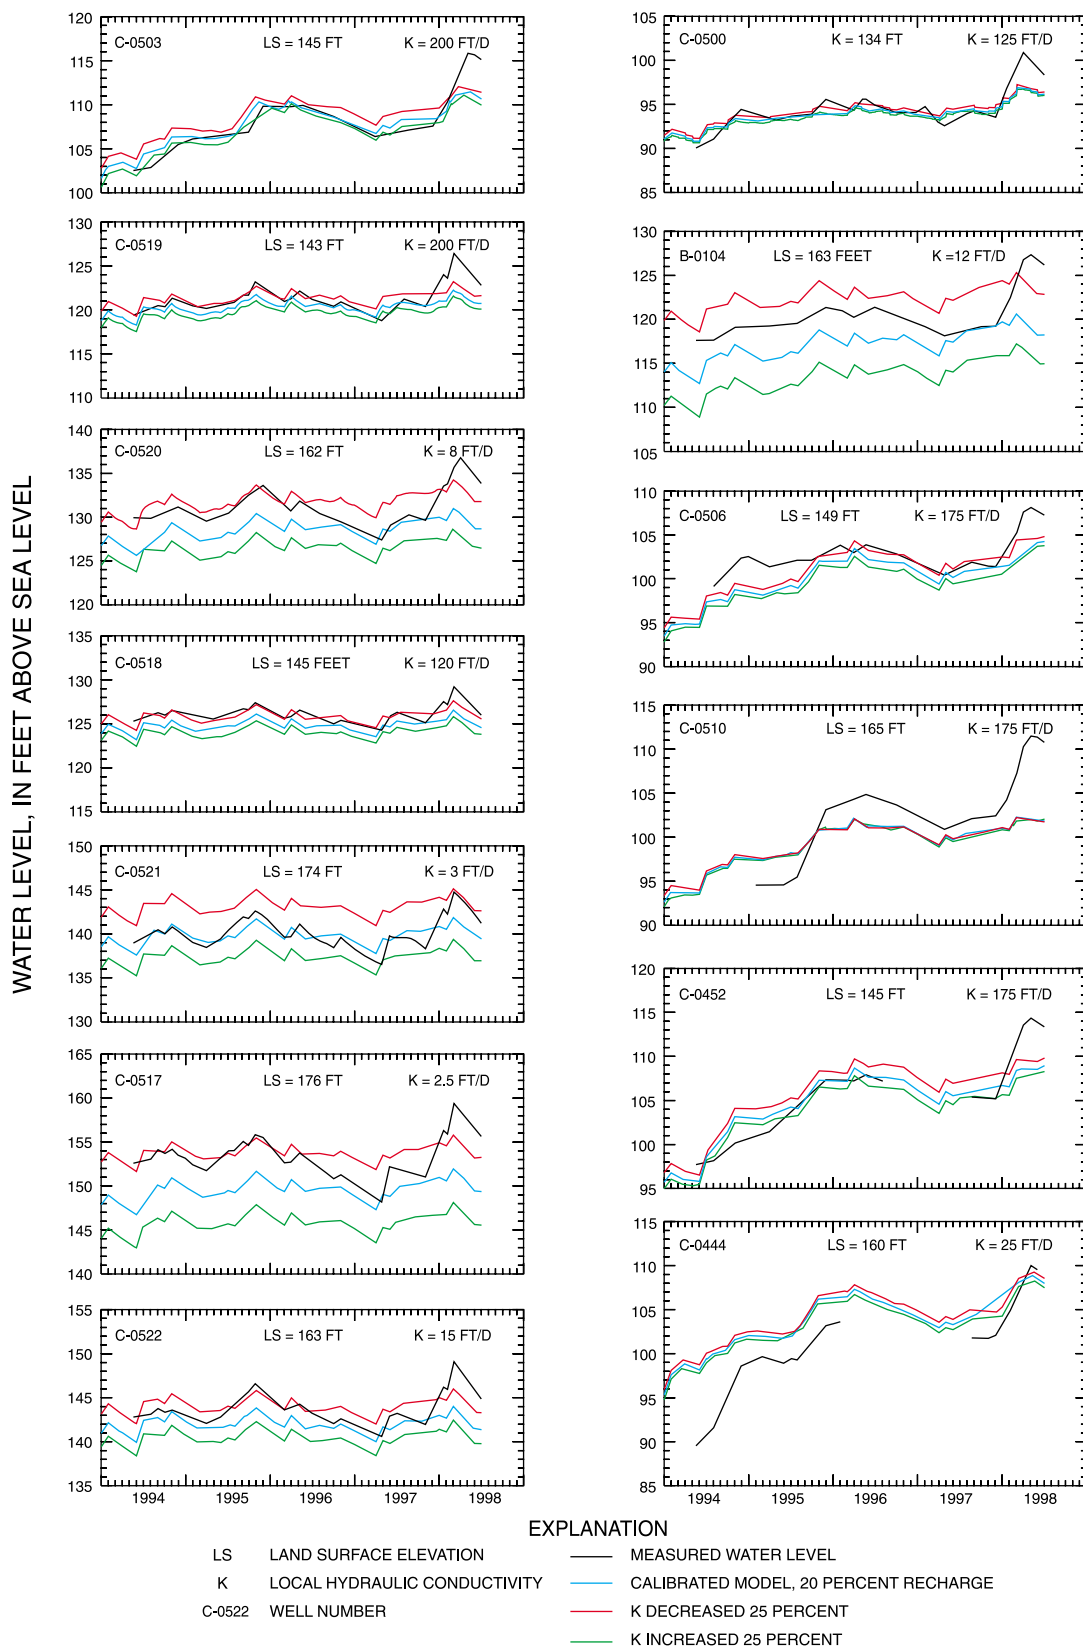 WATER LEVEL, IN FEET ABOVE SEA LEVEL
C-0503 LS = 145 FT K = 200 FT/D
115
110
105
100
120
C-0519 LS = 143 FT K = 200 FT/D
130
125
120
115
110
C-0520 LS = 162 FT K = 8 FT/D
140
135
130
125
120
C-0518 LS = 145 FEET K = 120 FT/D
135
130
125
120
115
C-0521 LS = 174 FT K = 3 FT/D
150
145
140
135
130
C-0517 LS = 176 FT K = 2.5 FT/D
165
160
155
150
145
140
C-0522 LS = 163 FT K = 15 FT/D
155
150
145
140
135
1994 1995 1996 1997 1998
C-0500 K = 134 FT K = 125 FT/D
105
100
95
90
85
B-0104 LS = 163 FEET K =12 FT/D
130
125
120
115
110
105
C-0506 LS = 149 FT K = 175 FT/D
110
105
100
95
90
C-0510 LS = 165 FT K = 175 FT/D
115
110
105
100
95
90
C-0452 LS = 145 FT K = 175 FT/D
120
115
110
105
100
95
C-0444 LS = 160 FT K = 25 FT/D
115
110
105
100
95
90
85
1994 1995 1996 1997 1998
EXPLANATION
LS LAND SURFACE ELEVATION
K LOCAL HYDRAULIC CONDUCTIVITY
C-0522 WELL NUMBER
MEASURED WATER LEVEL
CALIBRATED MODEL, 20 PERCENT RECHARGE
K DECREASED 25 PERCENT
K INCREASED 25 PERCENT